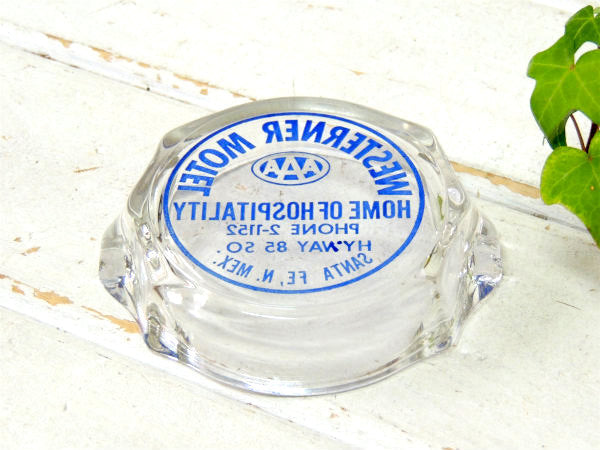 WESTERNER MOTEL
AAA
HOME OF HOSPITALITY
PHONE 2-1152
HY.WAY 85 SO.
SANTA FE, N. MEX.